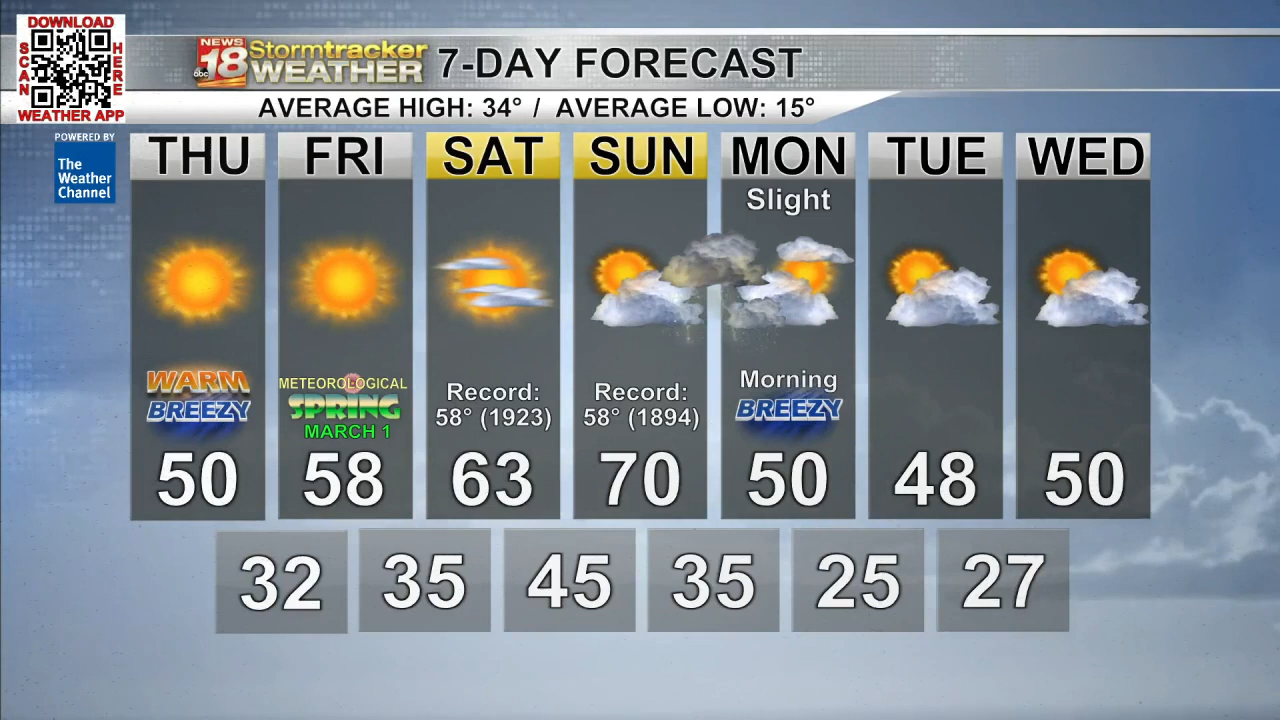 DOWNLOAD
SCAN
HERE
WEATHER APP
NEWS
abc 18
Stormtracker
WEATHER
7-DAY FORECAST
AVERAGE HIGH: 34° / AVERAGE LOW: 15°
POWERED BY
The
Weather
Channel
THU FRI SAT SUN MON TUE WED
Slight
WARM
BREEZY
METEOROLOGICAL
SPRING
MARCH 1
Record:
58° (1923)
Record:
58° (1894)
Morning
BREEZY
50 58 63 70 50 48 50
32 35 45 35 25 27